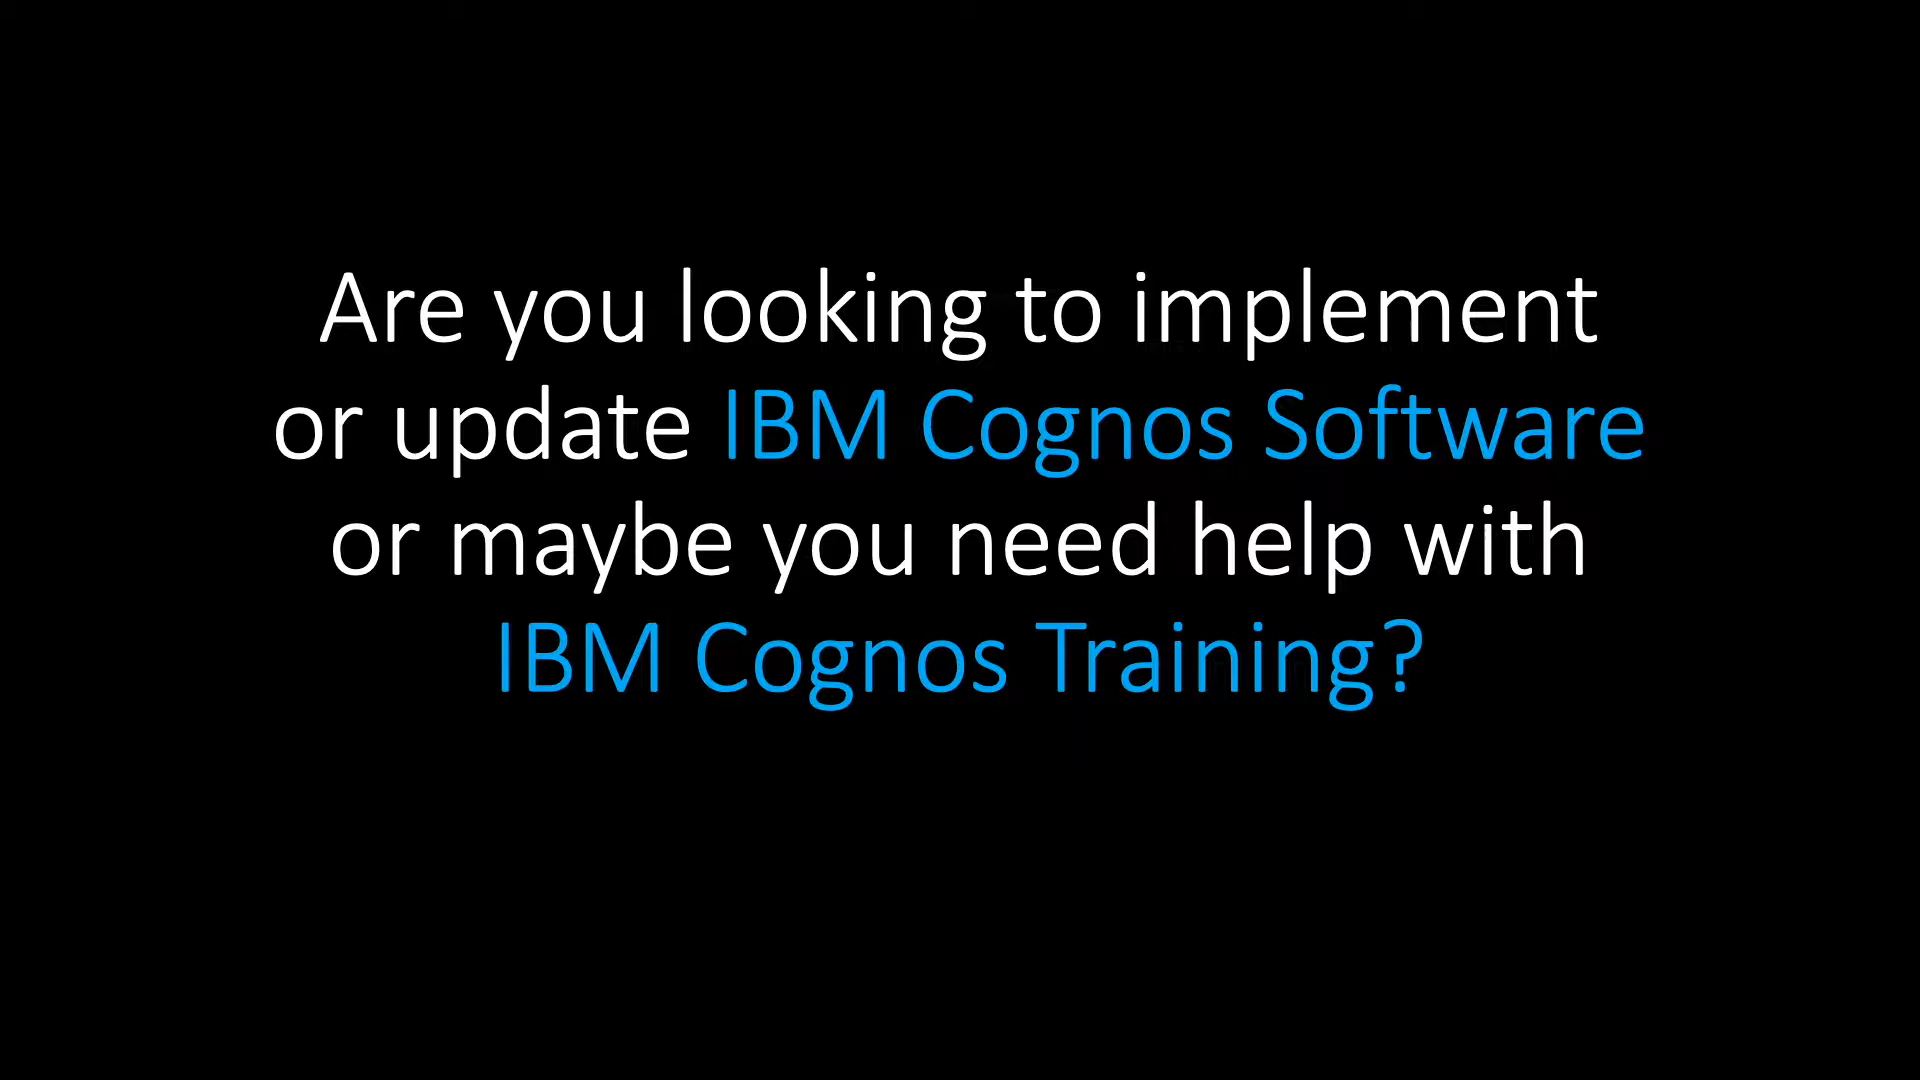 Are you looking to implement
or update IBM Cognos Software
or maybe you need help with
IBM Cognos Training?